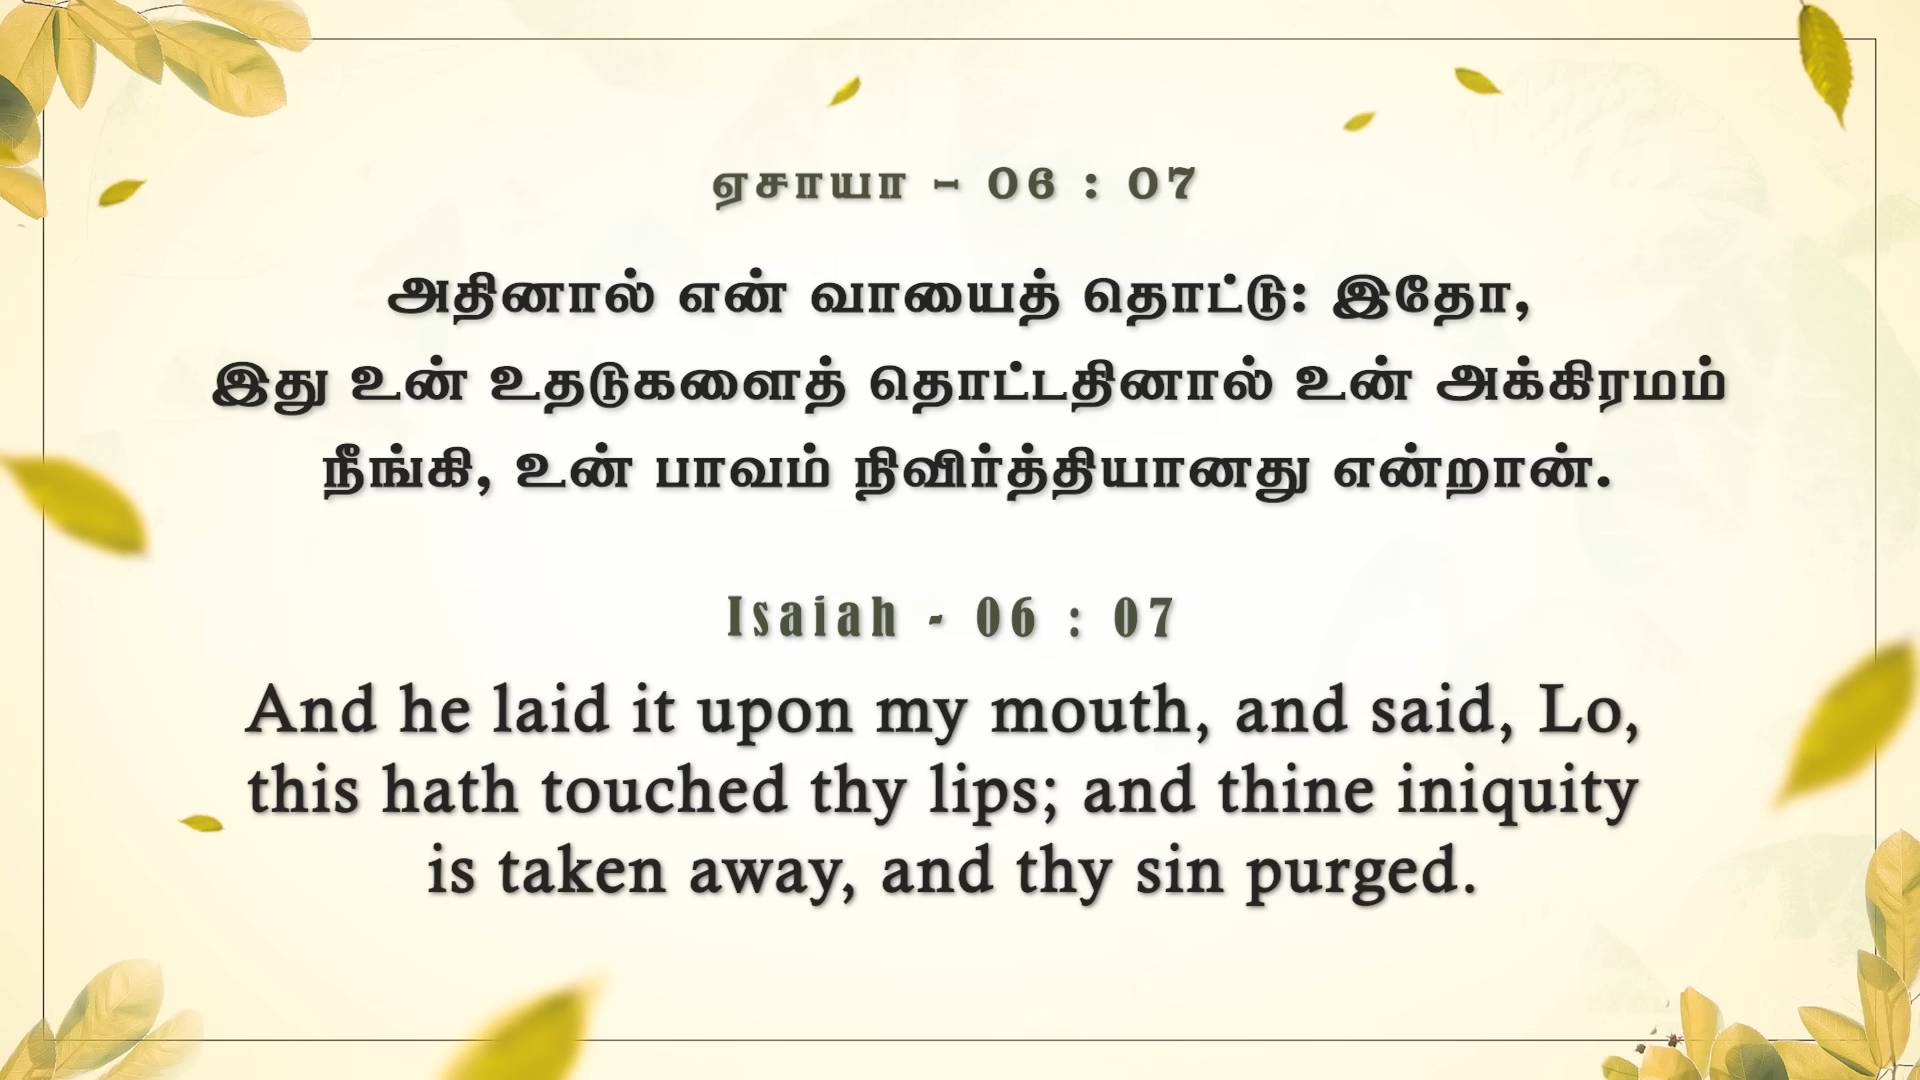 ஏசாயா - 06 : 07
அதினால் என் வாயைத் தொட்டு: இதோ,
இது உன் உதடுகளைத் தொட்டதினால் உன் அக்கிரமம்
நீங்கி, உன் பாவம் நிவிர்த்தியானது என்றான்.
Isaiah - 06 : 07
And he laid it upon my mouth, and said, Lo,
this hath touched thy lips; and thine iniquity
is taken away, and thy sin purged.